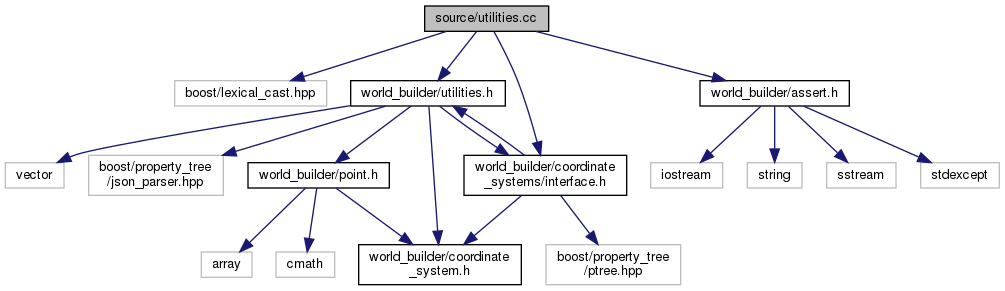 source/utilities.cc
boost/lexical_cast.hpp
world_builder/utilities.h
world_builder/assert.h
vector
boost/property_tree
/json_parser.hpp
world_builder/point.h
world_builder/coordinate
_systems/interface.h
iostream
string
sstream
stdexcept
array
cmath
world_builder/coordinate
_system.h
boost/property_tree
/ptree.hpp